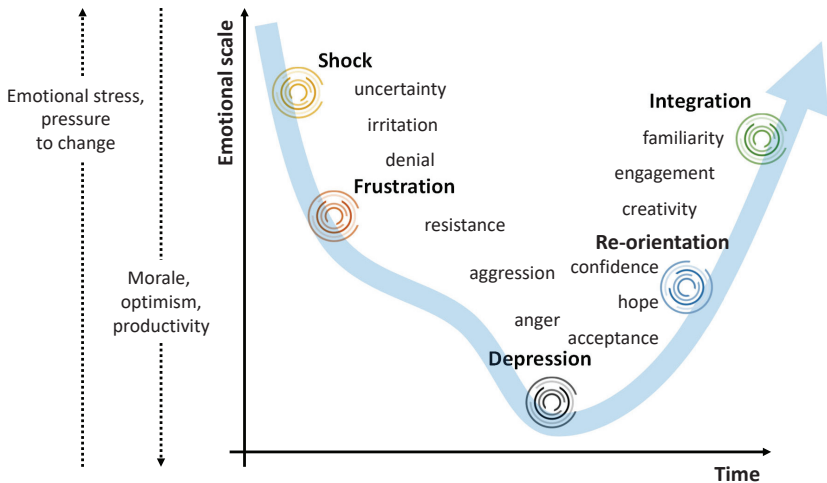 Emotional stress,
pressure
to change
Morale,
optimism,
productivity
Emotional scale
Shock
uncertainty
irritation
denial
Frustration
resistance
aggression
anger
Depression
acceptance
hope
confidence
Re-orientation
creativity
engagement
familiarity
Integration
Time